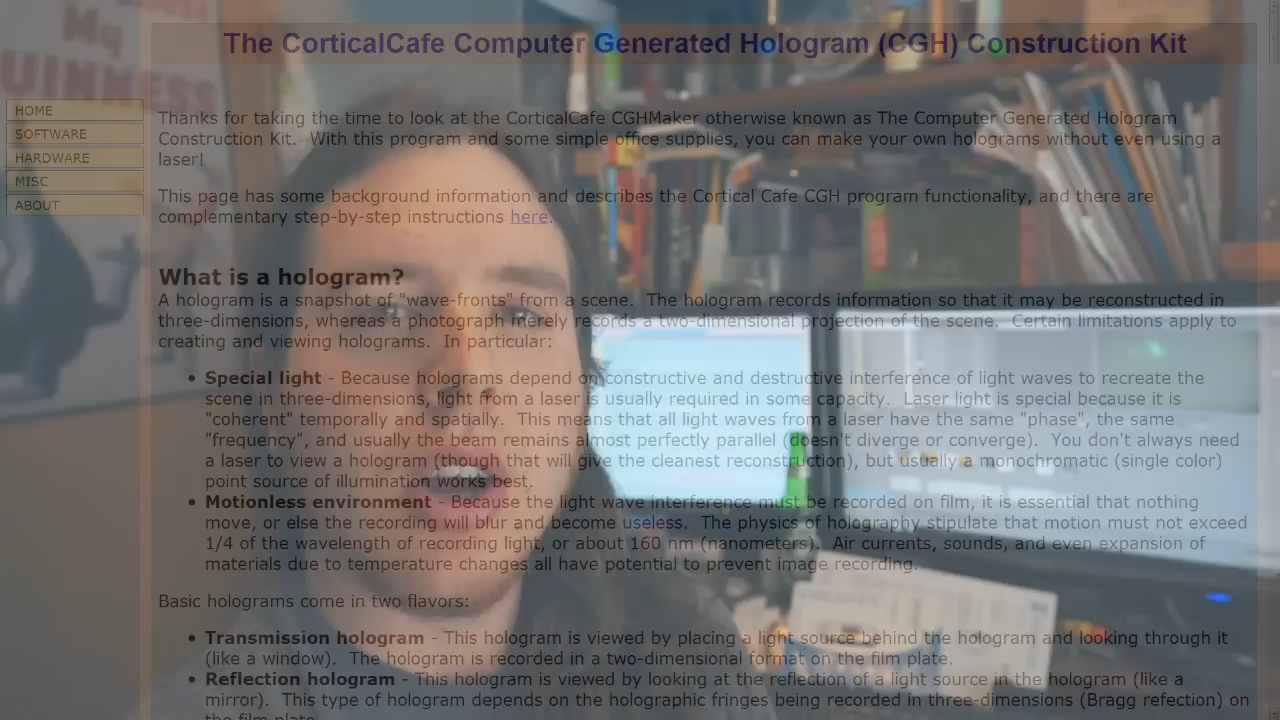 My
GUINNESS
The CorticalCafe Computer Generated Hologram (CGH) Construction Kit
HOME
SOFTWARE
HARDWARE
MISC
ABOUT
Thanks for taking the time to look at the CorticalCafe CGHMaker otherwise known as The Computer Generated Hologram
Construction Kit. With this program and some simple office supplies, you can make your own holograms without even using a
laser!
This page has some background information and describes the Cortical Cafe CGH program functionality, and there are
complementary step-by-step instructions here.
What is a hologram?
A hologram is a snapshot of "wave-fronts" from a scene. The hologram records information so that it may be reconstructed in
three-dimensions, whereas a photograph merely records a two-dimensional projection of the scene. Certain limitations apply to
creating and viewing holograms. In particular:
• Special light - Because holograms depend on constructive and destructive interference of light waves to recreate the
scene in three-dimensions, light from a laser is usually required in some capacity. Laser light is special because it is
"coherent" temporally and spatially. This means that all light waves from a laser have the same "phase", the same
"frequency", and usually the beam remains almost perfectly parallel (doesn't diverge or converge). You don't always need
a laser to view a hologram (though that will give the cleanest reconstruction), but usually a monochromatic (single color)
point source of illumination works best.
• Motionless environment - Because the light wave interference must be recorded on film, it is essential that nothing
move, or else the recording will blur and become useless. The physics of holography stipulate that motion must not exceed
1/4 of the wavelength of recording light, or about 160 nm (nanometers). Air currents, sounds, and even expansion of
materials due to temperature changes all have potential to prevent image recording.
Basic holograms come in two flavors:
• Transmission hologram - This hologram is viewed by placing a light source behind the hologram and looking through it
(like a window). The hologram is recorded in a two-dimensional format on the film plate.
• Reflection hologram - This hologram is viewed by looking at the reflection of a light source in the hologram (like a
mirror). This type of hologram depends on the holographic fringes being recorded in three-dimensions (Bragg refection) on
the film plate.